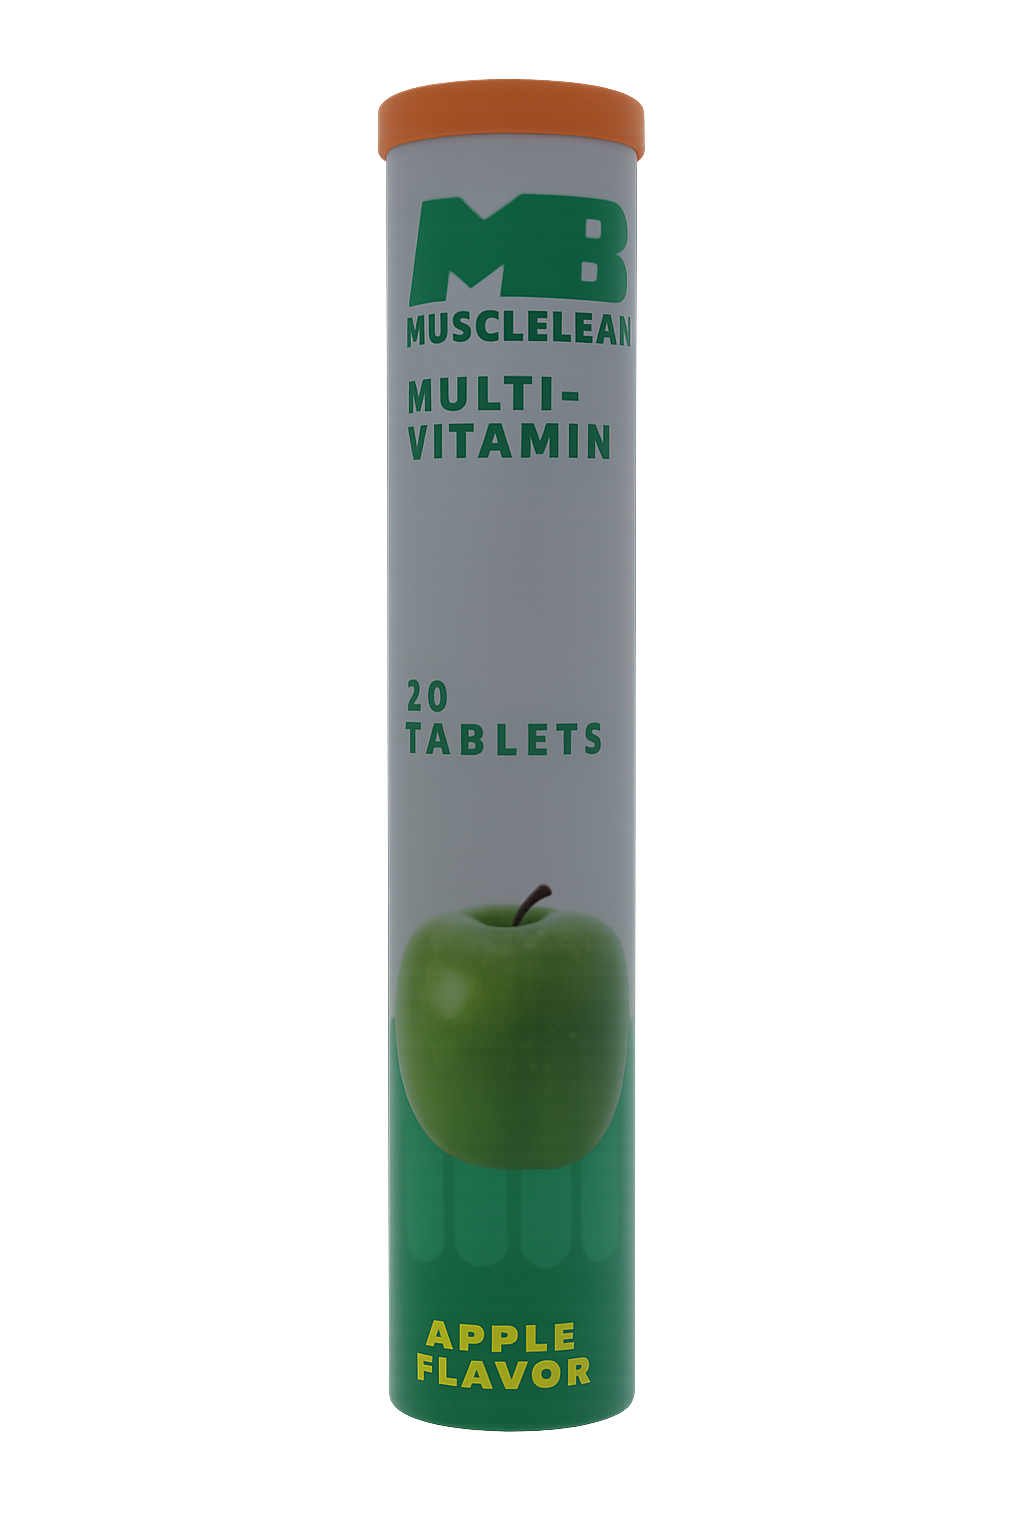 MB
MUSCLELEAN
MULTI-
VITAMIN
20
TABLETS
APPLE
FLAVOR